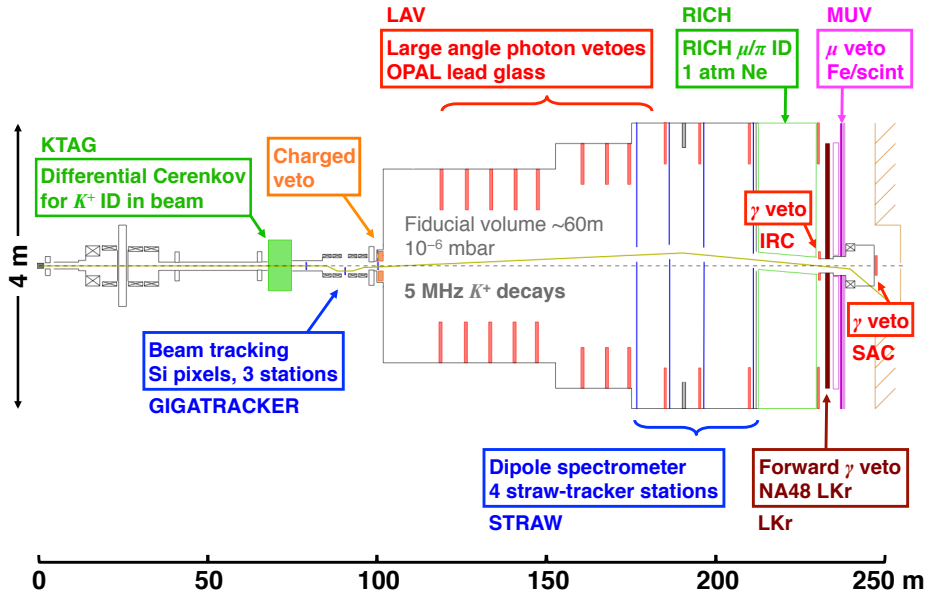 LAV
Large angle photon vetoes
OPAL lead glass
RICH
RICH μ/π ID
1 atm Ne
MUV
μ veto
Fe/scint
KTAG
Differential Cerenkov
for K⁺ ID in beam
Charged
veto
4 m
Fiducial volume ~60m
10⁻⁶ mbar
5 MHz K⁺ decays
γ veto
IRC
γ veto
SAC
Beam tracking
Si pixels, 3 stations
GIGATRACKER
Dipole spectrometer
4 straw-tracker stations
STRAW
Forward γ veto
NA48 LKr
LKr
0 50 100 150 200 250 m